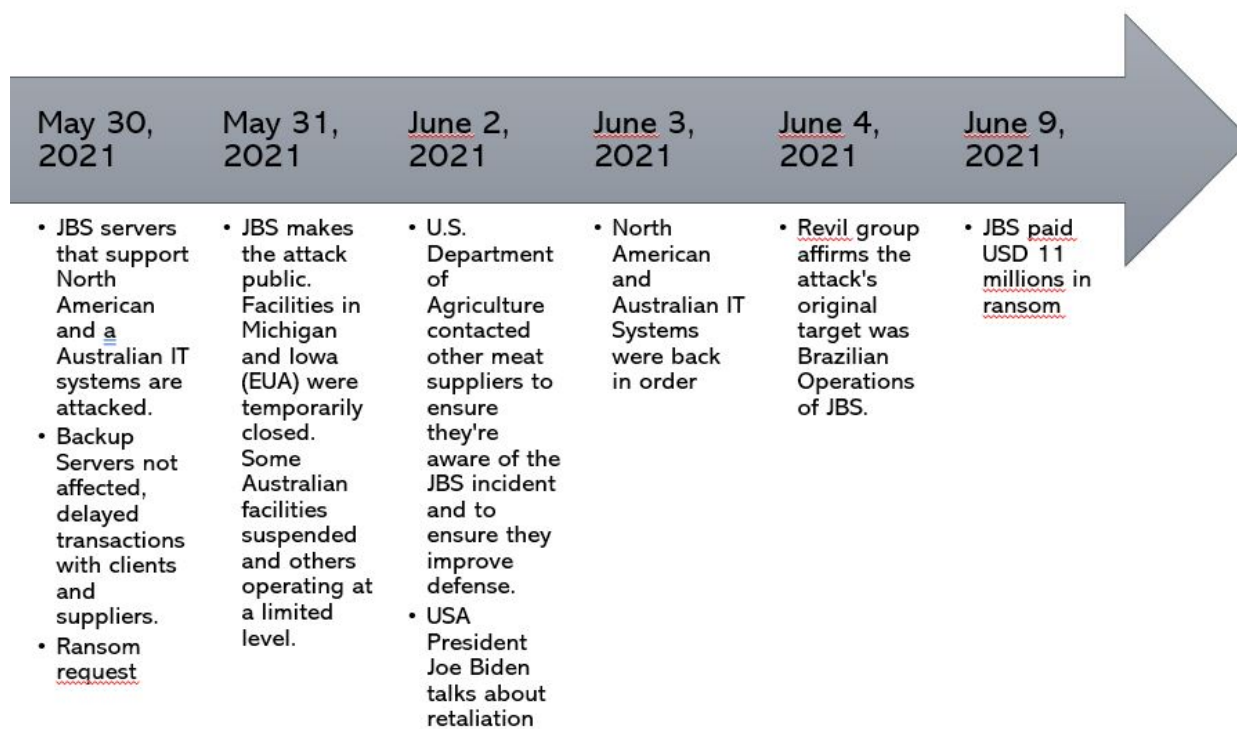 May 30,
2021
May 31,
2021
June 2,
2021
June 3,
2021
June 4,
2021
June 9,
2021
• JBS servers
that support
North
American
and a
Australian IT
systems are
attacked.
• Backup
Servers not
affected,
delayed
transactions
with clients
and
suppliers.
• Ransom
request
• JBS makes
the attack
public.
Facilities in
Michigan
and Iowa
(EUA) were
temporarily
closed.
Some
Australian
facilities
suspended
and others
operating at
a limited
level.
• U.S.
Department
of
Agriculture
contacted
other meat
suppliers to
ensure
they're
aware of the
JBS incident
and to
ensure they
improve
defense.
• USA
President
Joe Biden
talks about
retaliation
• North
American
and
Australian IT
Systems
were back
in order
• Revil group
affirms the
attack's
original
target was
Brazilian
Operations
of JBS.
• JBS paid
USD 11
millions in
ransom